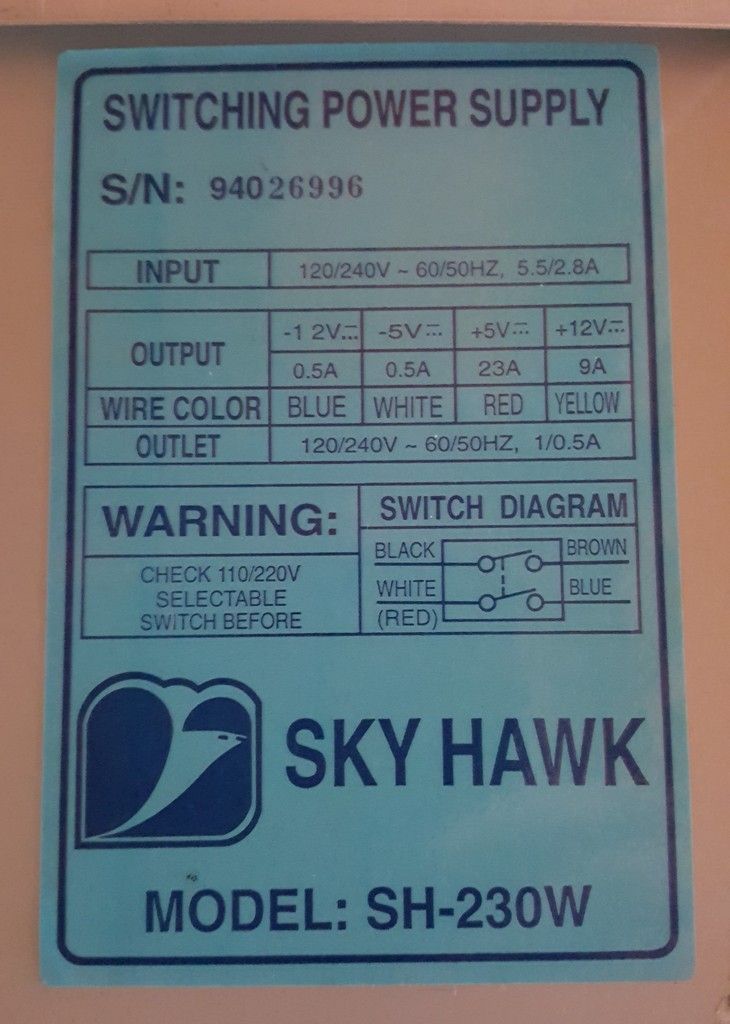 SWITCHING POWER SUPPLY
S/N: 94026996
INPUT 120/240V ~ 60/50HZ, 5.5/2.8A
OUTPUT -1 2V⎓ -5V⎓ +5V⎓ +12V⎓
0.5A 0.5A 23A 9A
WIRE COLOR BLUE WHITE RED YELLOW
OUTLET 120/240V ~ 60/50HZ, 1/0.5A
WARNING:
CHECK 110/220V
SELECTABLE
SWITCH BEFORE
SWITCH DIAGRAM
BLACK BROWN
WHITE BLUE
(RED)
SKY HAWK
MODEL: SH-230W